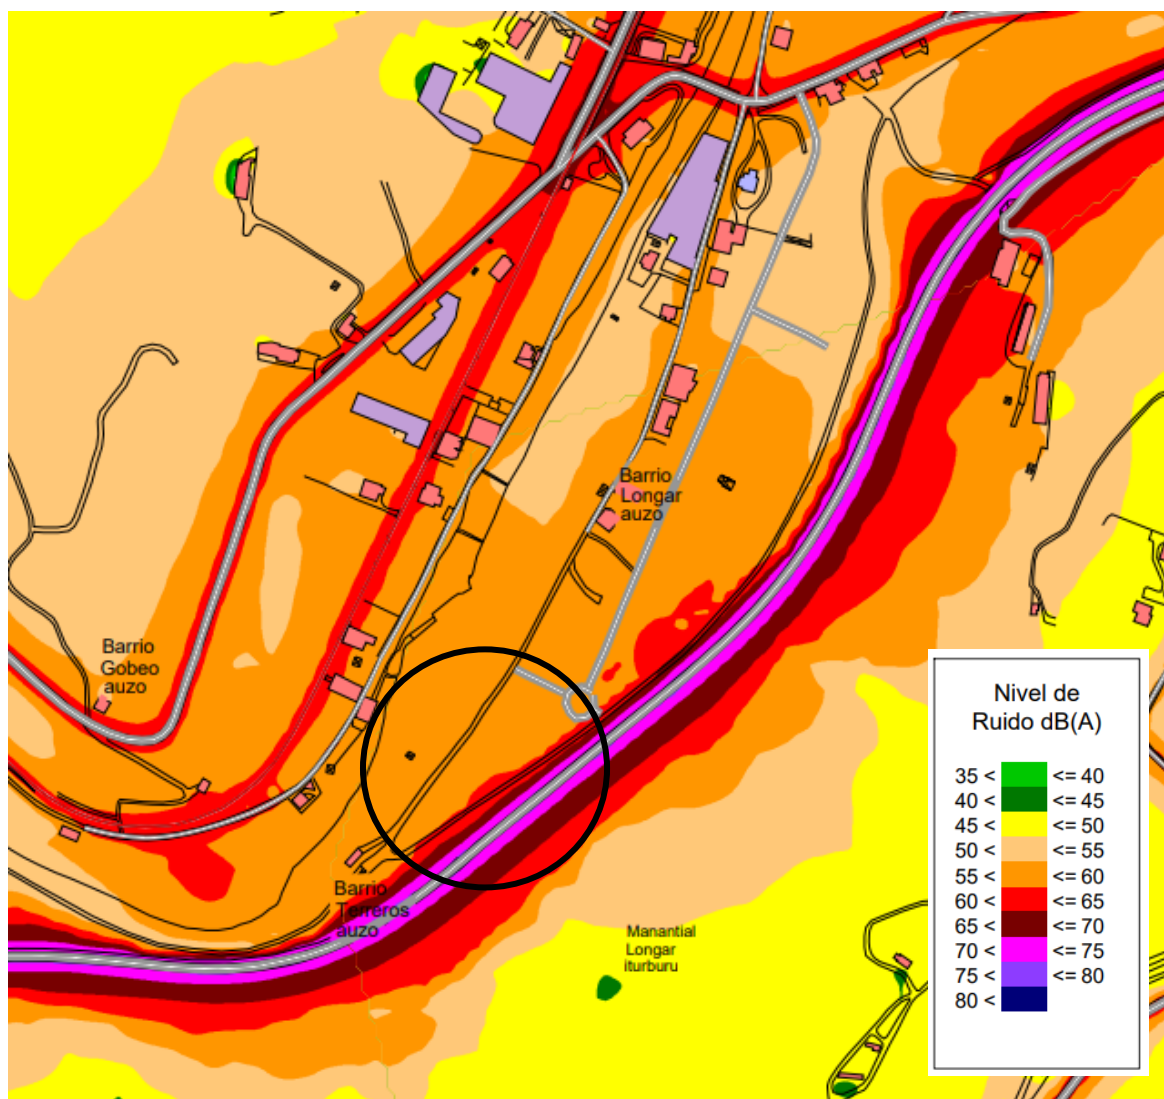 Barrio
Longar
auzo
Barrio
Gobeo
auzo
Barrio
Terreros
auzo
Manantial
Longar
iturburu
Nivel de
Ruido dB(A)
35 < <= 40
40 < <= 45
45 < <= 50
50 < <= 55
55 < <= 60
60 < <= 65
65 < <= 70
70 < <= 75
75 < <= 80
80 <